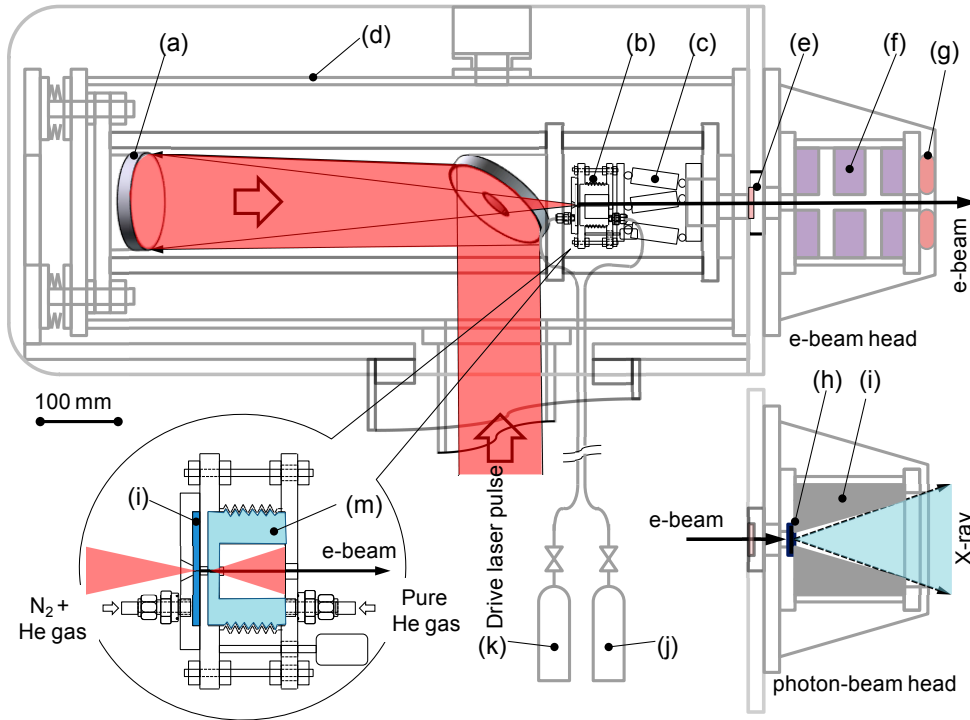 (a)
(d)
(b)
(c)
(e)
(f)
(g)
e-beam
e-beam head
100 mm
Drive laser pulse
(h)
(i)
(i)
(m)
e-beam
e-beam
X-ray
N₂ +
He gas
Pure
He gas
(k)
(j)
photon-beam head